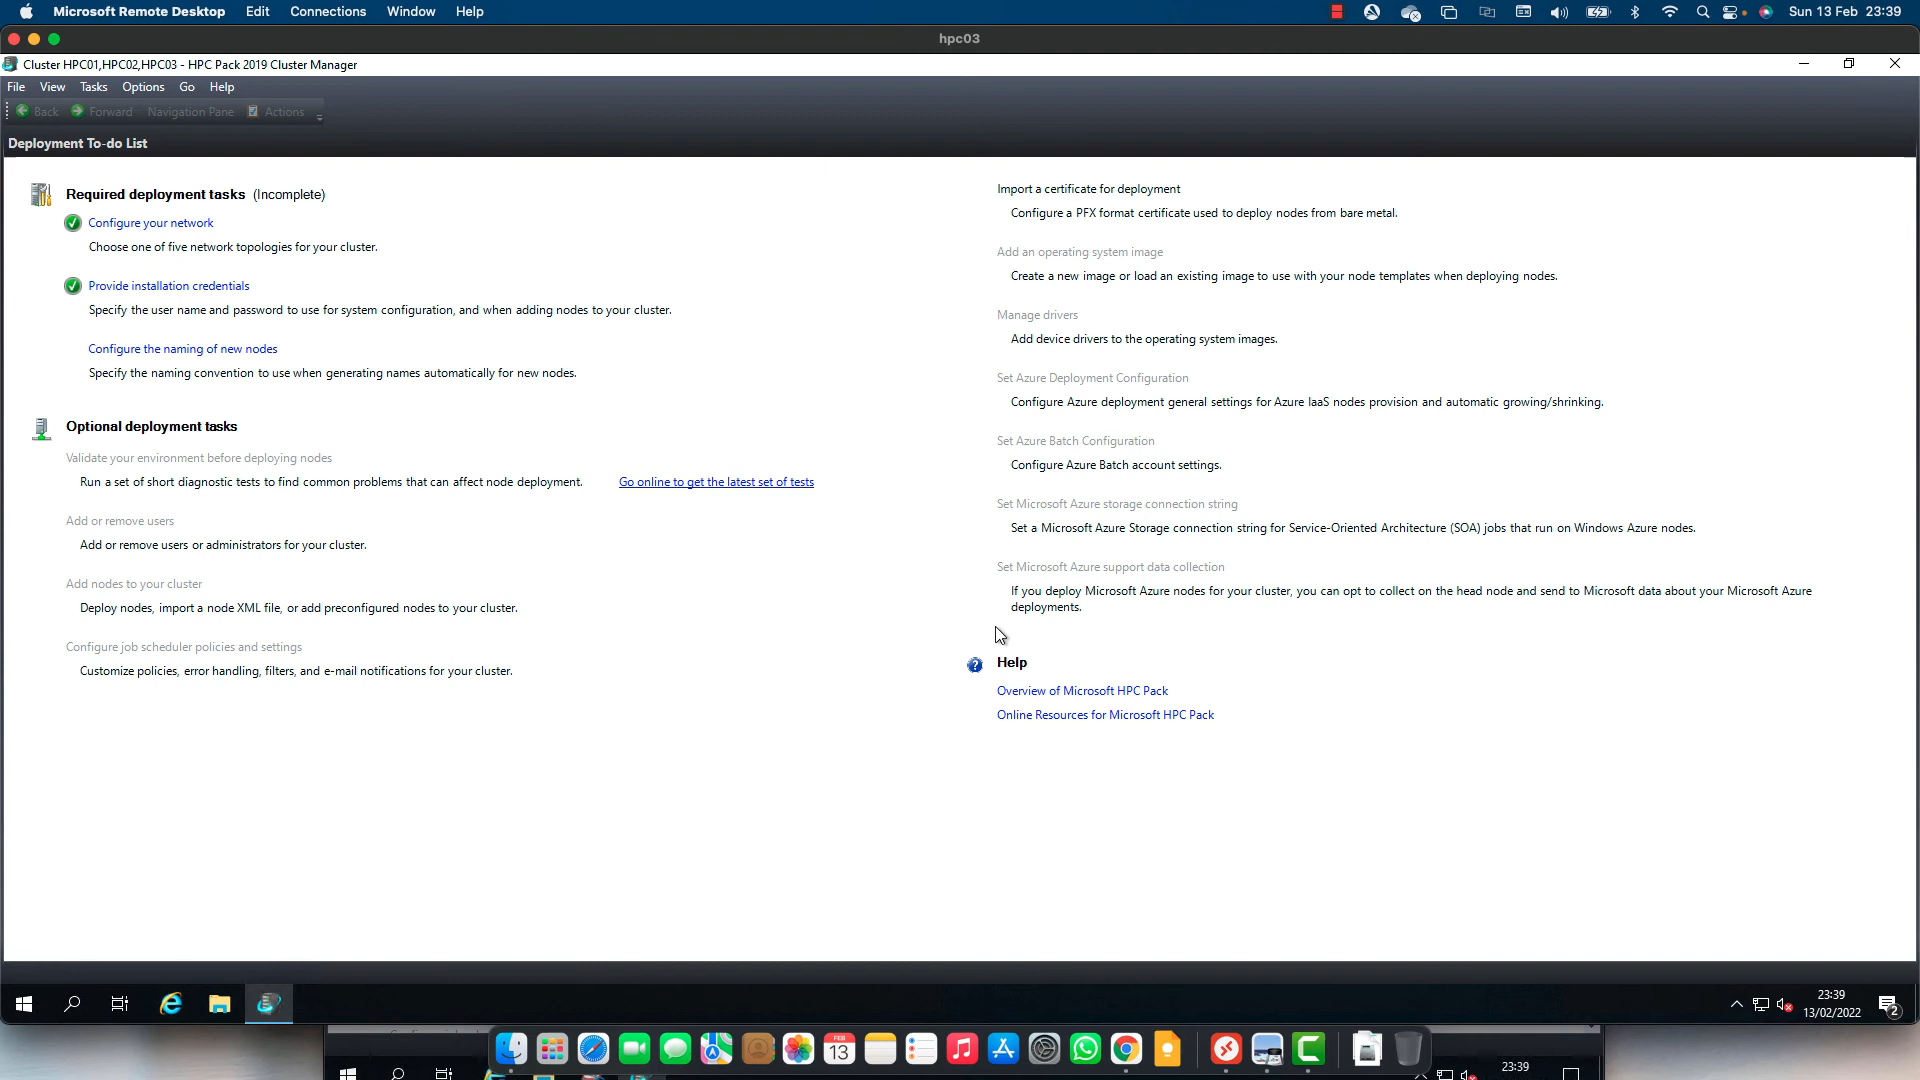 Microsoft Remote Desktop Edit Connections Window Help
Sun 13 Feb 23:39
hpc03
Cluster HPC01,HPC02,HPC03 - HPC Pack 2019 Cluster Manager
File View Tasks Options Go Help
Back Forward Navigation Pane Actions
Deployment To-do List
Required deployment tasks (Incomplete)
Configure your network
Choose one of five network topologies for your cluster.
Provide installation credentials
Specify the user name and password to use for system configuration, and when adding nodes to your cluster.
Configure the naming of new nodes
Specify the naming convention to use when generating names automatically for new nodes.
Optional deployment tasks
Validate your environment before deploying nodes
Run a set of short diagnostic tests to find common problems that can affect node deployment. Go online to get the latest set of tests
Add or remove users
Add or remove users or administrators for your cluster.
Add nodes to your cluster
Deploy nodes, import a node XML file, or add preconfigured nodes to your cluster.
Configure job scheduler policies and settings
Customize policies, error handling, filters, and e-mail notifications for your cluster.
Import a certificate for deployment
Configure a PFX format certificate used to deploy nodes from bare metal.
Add an operating system image
Create a new image or load an existing image to use with your node templates when deploying nodes.
Manage drivers
Add device drivers to the operating system images.
Set Azure Deployment Configuration
Configure Azure deployment general settings for Azure IaaS nodes provision and automatic growing/shrinking.
Set Azure Batch Configuration
Configure Azure Batch account settings.
Set Microsoft Azure storage connection string
Set a Microsoft Azure Storage connection string for Service-Oriented Architecture (SOA) jobs that run on Windows Azure nodes.
Set Microsoft Azure support data collection
If you deploy Microsoft Azure nodes for your cluster, you can opt to collect on the head node and send to Microsoft data about your Microsoft Azure
deployments.
Help
Overview of Microsoft HPC Pack
Online Resources for Microsoft HPC Pack
23:39
13/02/2022
2
FEB
13
23:39